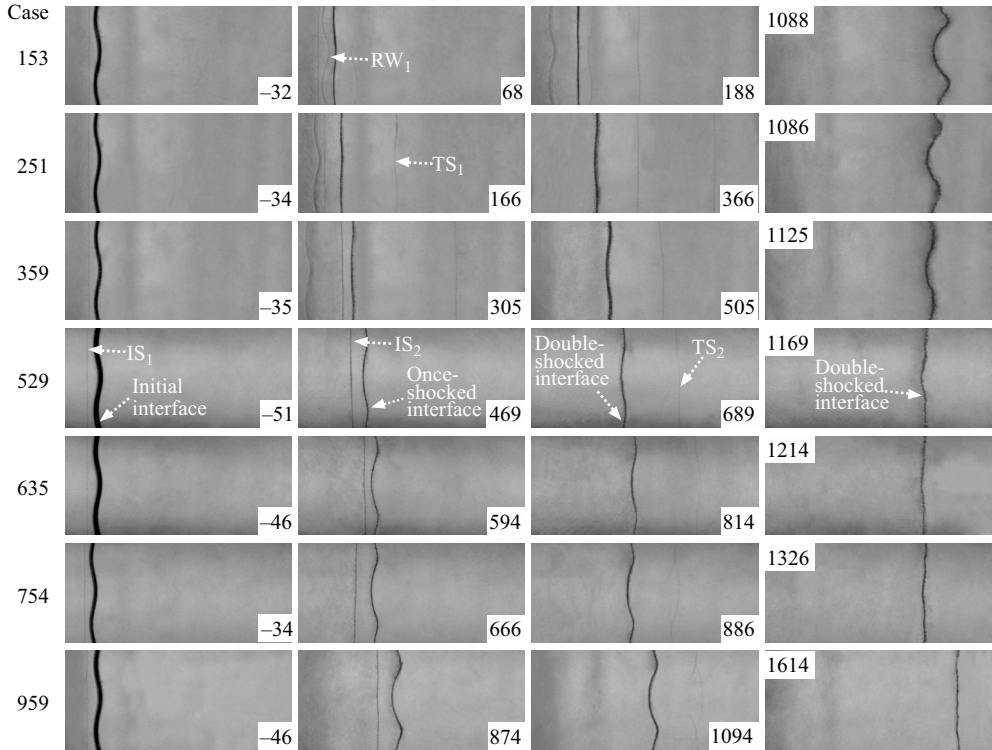 Case
153
–32
RW1
68
188
1088
251
–34
TS1
166
366
1086
359
–35
305
505
1125
529
IS1
Initial
interface
–51
IS2
Once-
shocked
interface
469
Double-
shocked
interface
TS2
689
1169
Double-
shocked
interface
635
–46
594
814
1214
754
–34
666
886
1326
959
–46
874
1094
1614